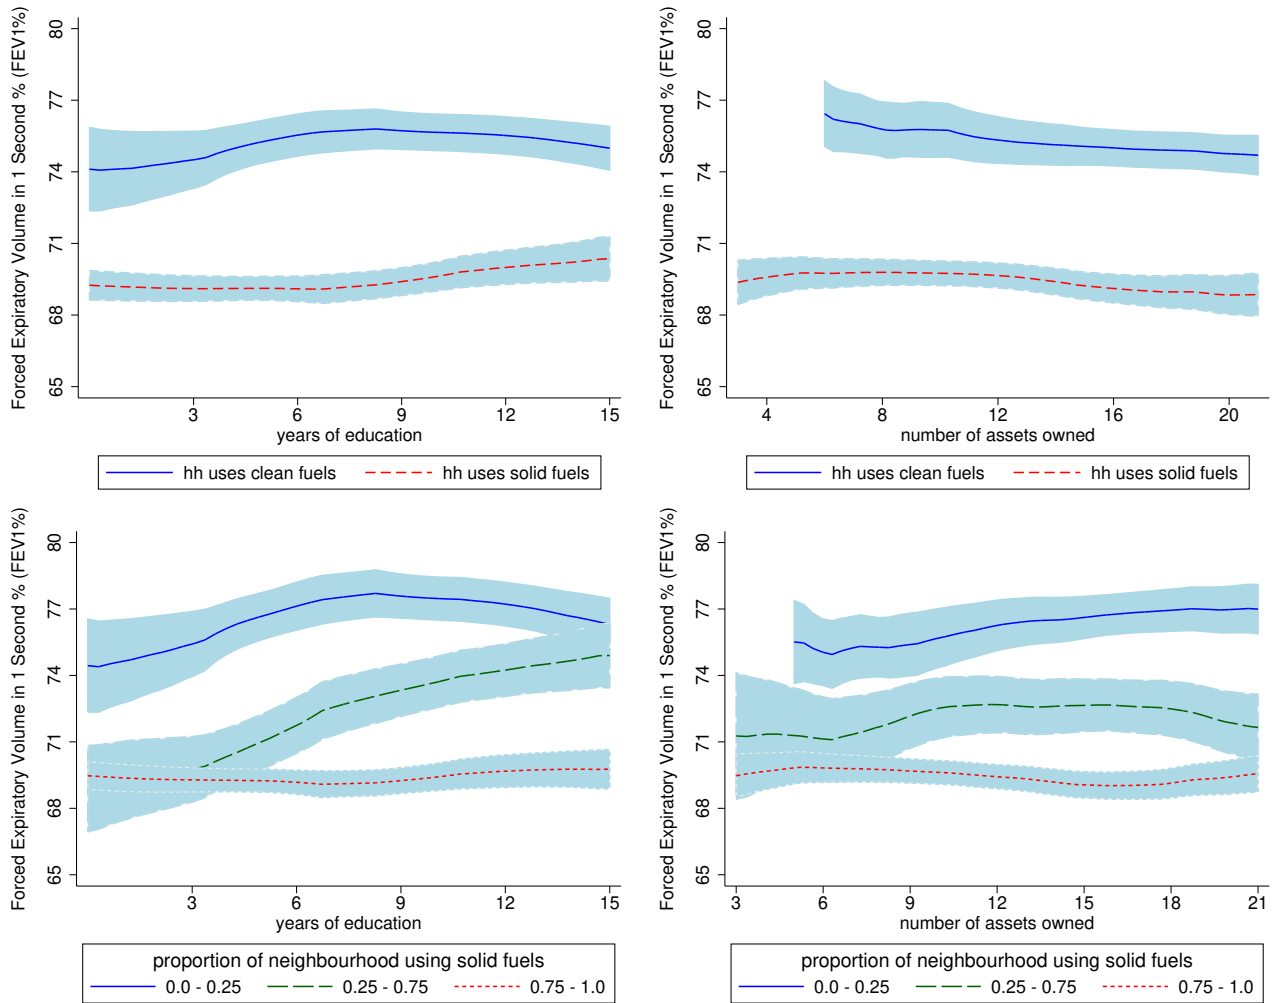 Forced Expiratory Volume in 1 Second % (FEV1%)
80
77
74
71
68
65
3 6 9 12 15
years of education
hh uses clean fuels hh uses solid fuels
Forced Expiratory Volume in 1 Second % (FEV1%)
80
77
74
71
68
65
4 8 12 16 20
number of assets owned
hh uses clean fuels hh uses solid fuels
Forced Expiratory Volume in 1 Second % (FEV1%)
80
77
74
71
68
65
3 6 9 12 15
years of education
proportion of neighbourhood using solid fuels
0.0 - 0.25 0.25 - 0.75 0.75 - 1.0
Forced Expiratory Volume in 1 Second % (FEV1%)
80
77
74
71
68
65
3 6 9 12 15 18 21
number of assets owned
proportion of neighbourhood using solid fuels
0.0 - 0.25 0.25 - 0.75 0.75 - 1.0